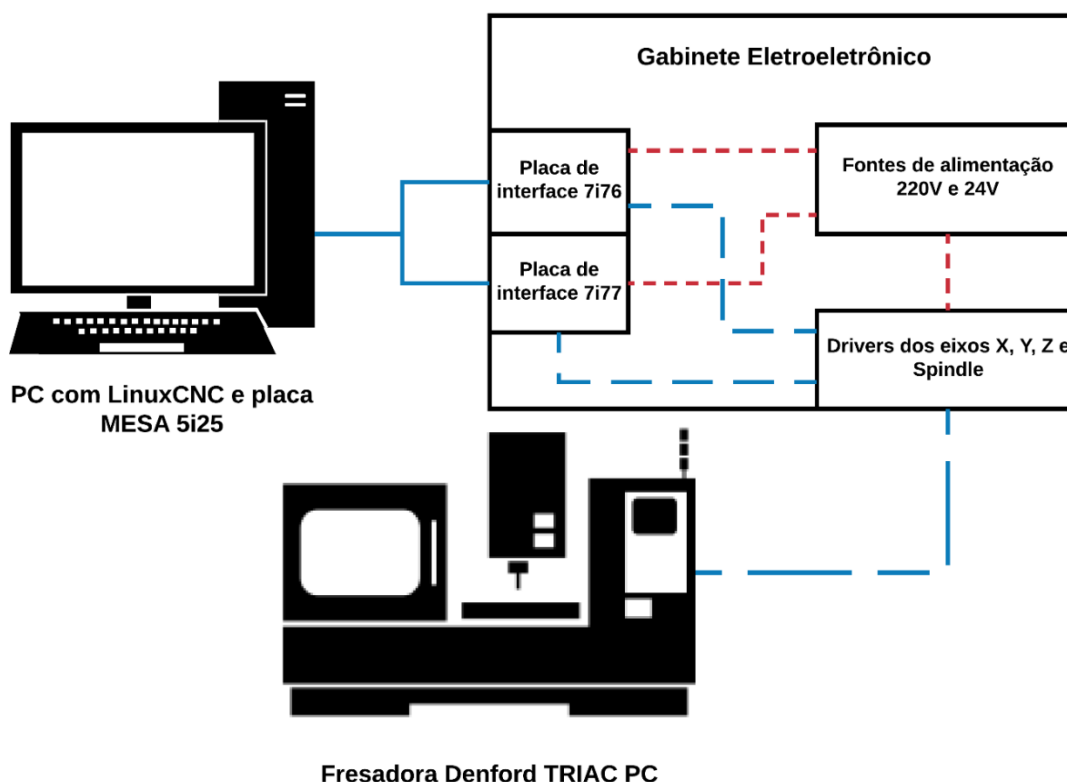 Gabinete Eletroeletrônico
Placa de
interface 7i76
Fontes de alimentação
220V e 24V
Placa de
interface 7i77
Drivers dos eixos X, Y, Z e
Spindle
PC com LinuxCNC e placa
MESA 5i25
Fresadora Denford TRIAC PC